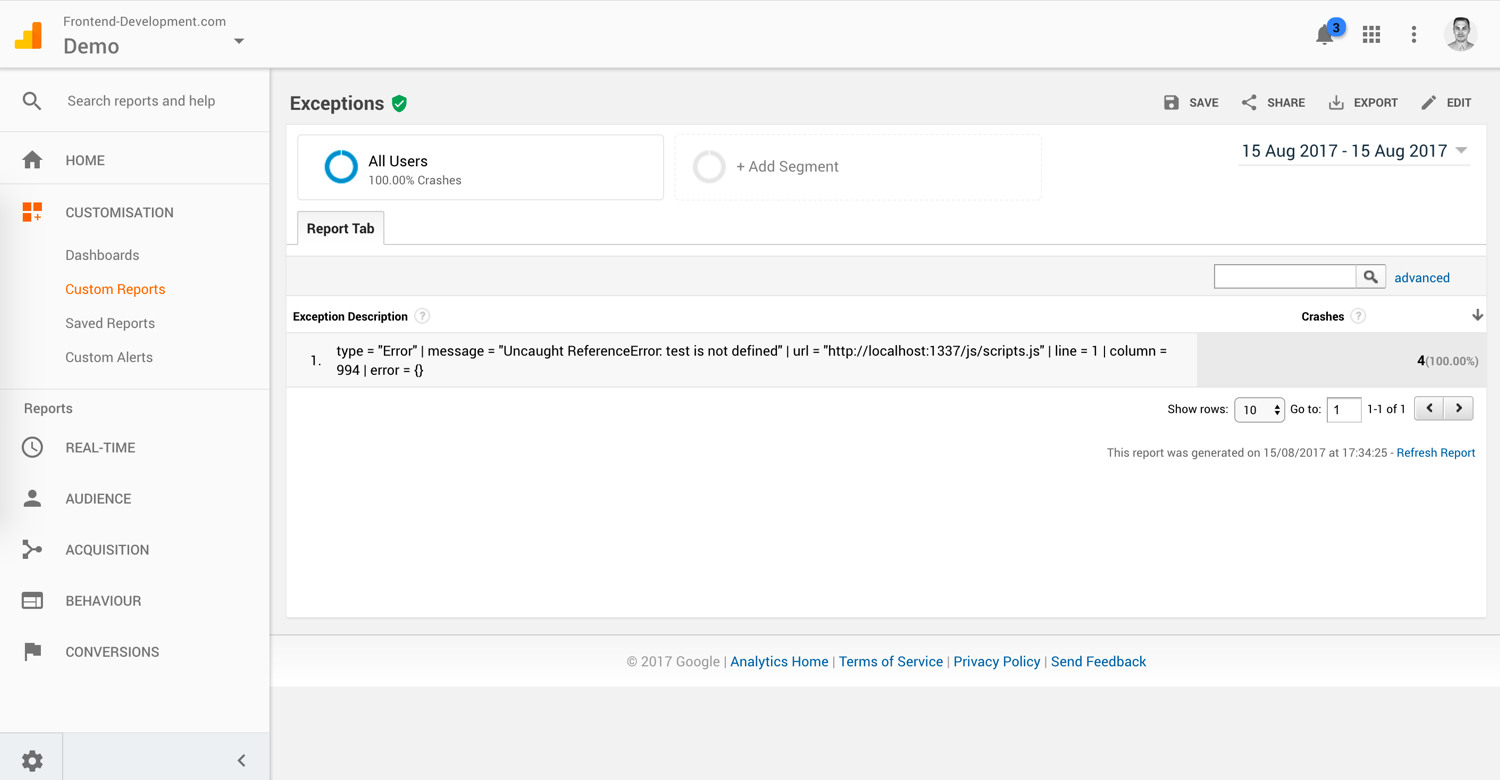 Frontend-Development.com
Demo
3
Search reports and help
HOME
CUSTOMISATION
Dashboards
Custom Reports
Saved Reports
Custom Alerts
Reports
REAL-TIME
AUDIENCE
ACQUISITION
BEHAVIOUR
CONVERSIONS
Exceptions
SAVE SHARE EXPORT EDIT
All Users
100.00% Crashes
+ Add Segment
15 Aug 2017 - 15 Aug 2017
Report Tab
advanced
Exception Description ? Crashes ?
1. type = "Error" | message = "Uncaught ReferenceError: test is not defined" | url = "http://localhost:1337/js/scripts.js" | line = 1 | column =
994 | error = {}
4(100.00%)
Show rows: 10 Go to: 1 1-1 of 1
This report was generated on 15/08/2017 at 17:34:25 - Refresh Report
© 2017 Google | Analytics Home | Terms of Service | Privacy Policy | Send Feedback